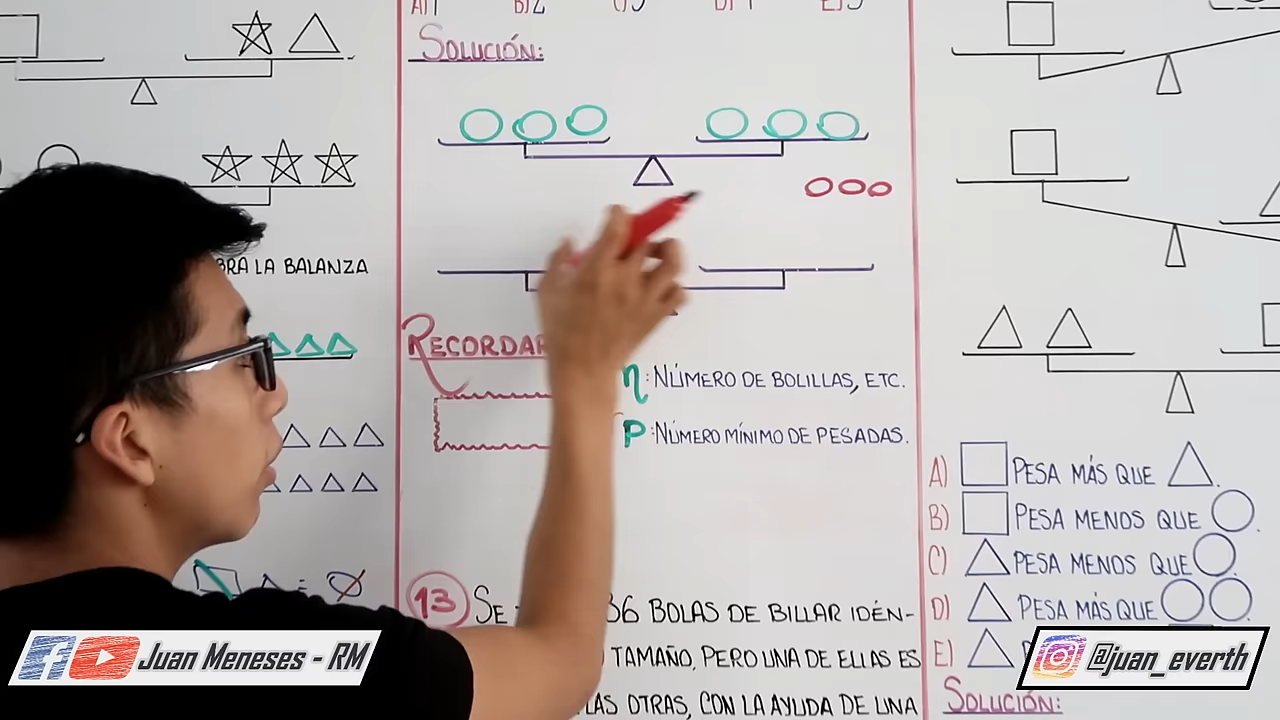 A) 1 B) 2 C) 3 D) 4 E) 5
SOLUCIÓN:
BRA LA BALANZA
RECORDAR
n: NÚMERO DE BOLILLAS, ETC.
P: NÚMERO MÍNIMO DE PESADAS.
13 SE 36 BOLAS DE BILLAR IDÉN-
TAMAÑO, PERO UNA DE ELLAS ES
LAS OTRAS, CON LA AYUDA DE UNA
A) PESA MÁS QUE .
B) PESA MENOS QUE .
C) PESA MENOS QUE .
D) PESA MÁS QUE .
E)
SOLUCIÓN:
JUAN MENESES - RM
@juan_everth